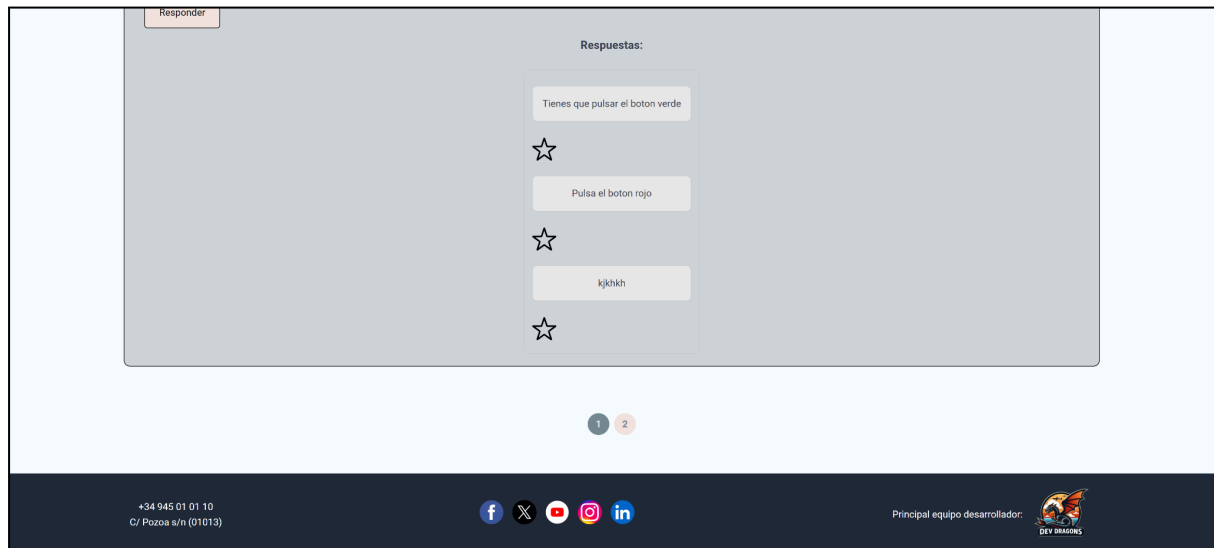 Responder
Respuestas:
Tienes que pulsar el boton verde
Pulsa el boton rojo
kjkhkh
1 2
+34 945 01 01 10
C/ Pozoa s/n (01013)
f X in
Principal equipo desarrollador:
DEV DRAGONS